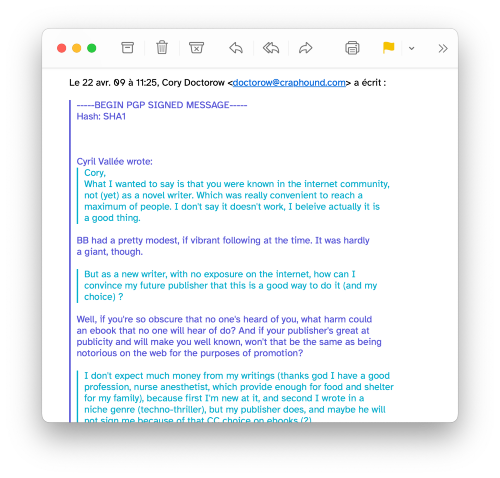 Le 22 avr. 09 à 11:25, Cory Doctorow <doctorow@craphound.com> a écrit :
-----BEGIN PGP SIGNED MESSAGE-----
Hash: SHA1
Cyril Vallée wrote:
Cory,
What I wanted to say is that you were known in the internet community,
not (yet) as a novel writer. Which was really convenient to reach a
maximum of people. I don't say it doesn't work, I beleive actually it is
a good thing.
BB had a pretty modest, if vibrant following at the time. It was hardly
a giant, though.
But as a new writer, with no exposure on the internet, how can I
convince my future publisher that this is a good way to do it (and my
choice) ?
Well, if you're so obscure that no one's heard of you, what harm could
an ebook that no one will hear of do? And if your publisher's great at
publicity and will make you well known, won't that be the same as being
notorious on the web for the purposes of promotion?
I don't expect much money from my writings (thanks god I have a good
profession, nurse anesthetist, which provide enough for food and shelter
for my family), because first I'm new at it, and second I wrote in a
niche genre (techno-thriller), but my publisher does, and maybe he will
not sign me because of that CC choice on ebooks (?)